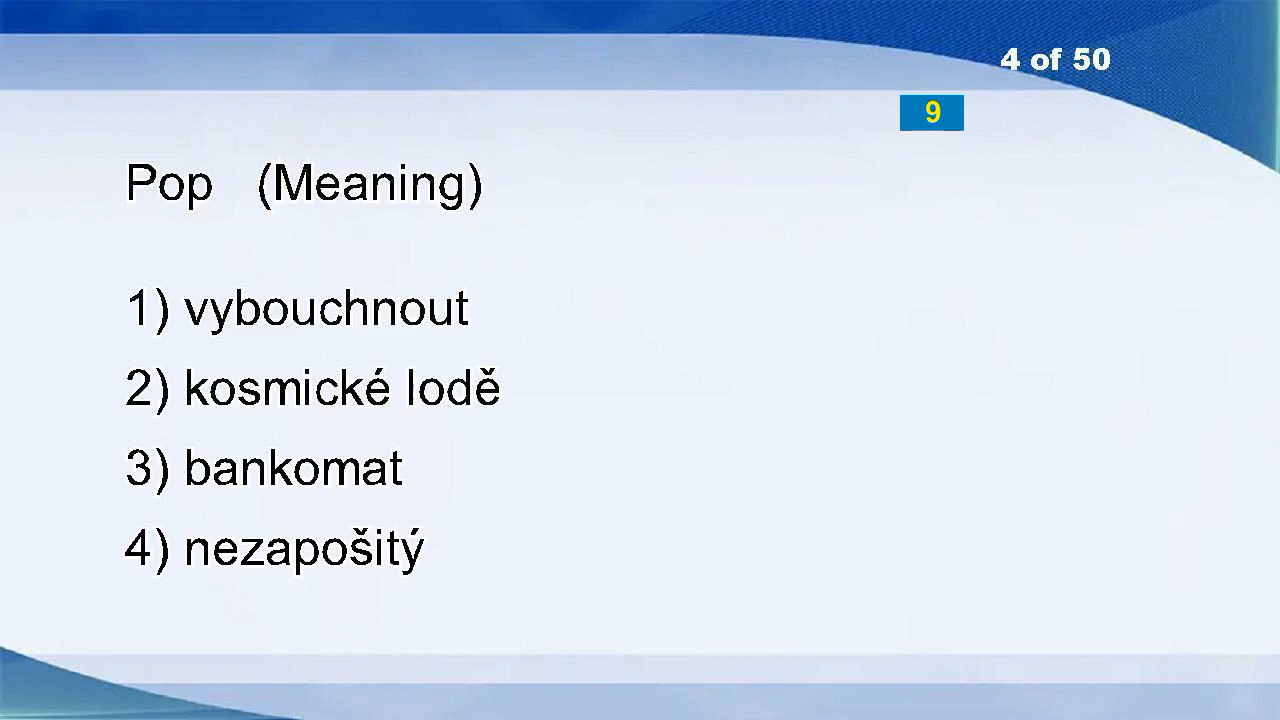 4 of 50
9
Pop (Meaning)
1) vybouchnout
2) kosmické lodě
3) bankomat
4) nezapošitý